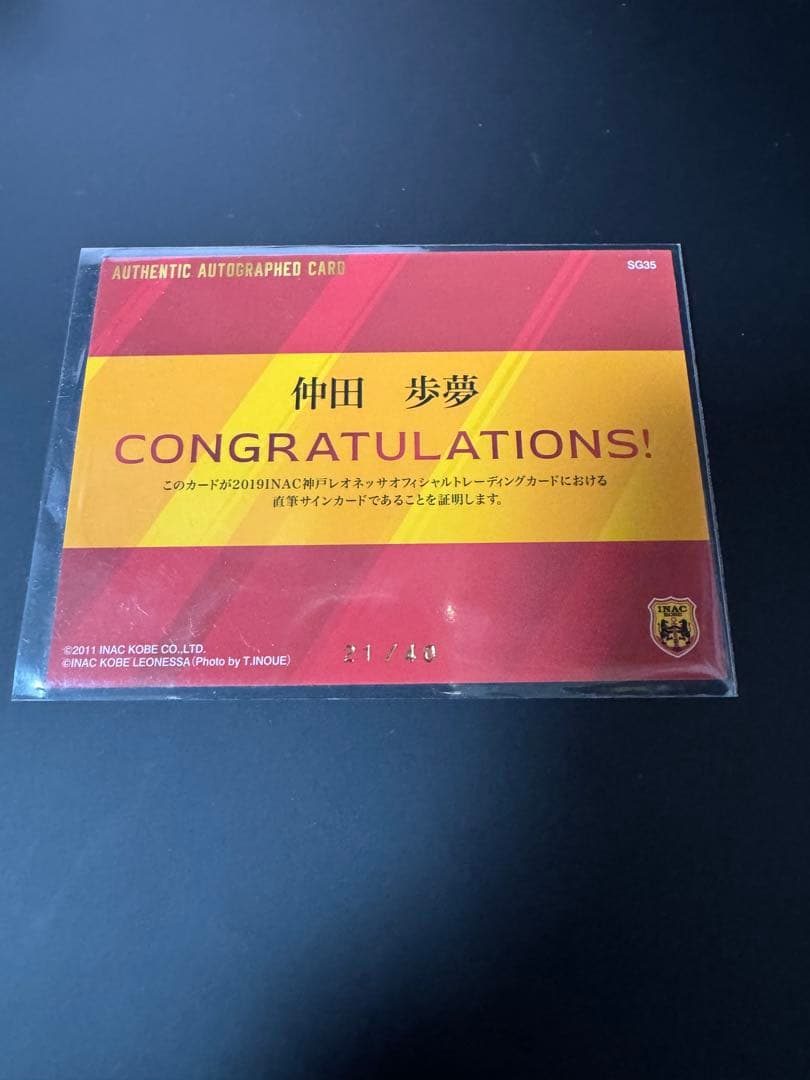 AUTHENTIC AUTOGRAPHED CARD
SG35
仲田　歩夢
CONGRATULATIONS!
このカードが2019INAC神戸レオネッサオフィシャルトレーディングカードにおける
直筆サインカードであることを証明します。
INAC
©2011 INAC KOBE CO.,LTD.
©INAC KOBE LEONESSA(Photo by T.INOUE)
21/40